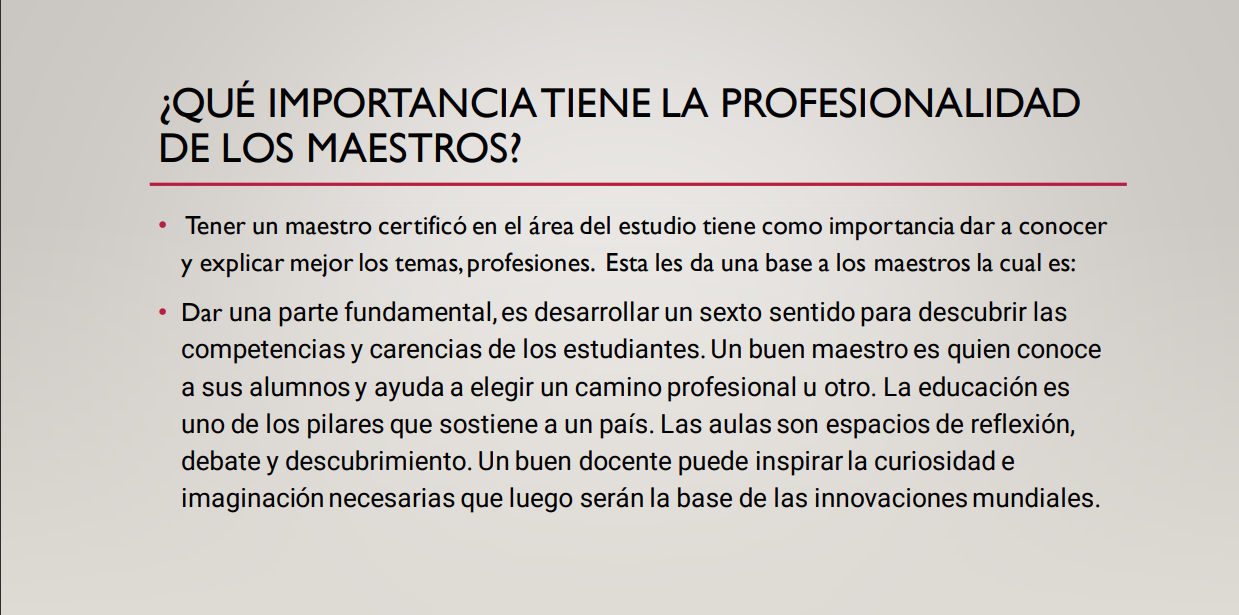 ¿QUÉ IMPORTANCIA TIENE LA PROFESIONALIDAD
DE LOS MAESTROS?
• Tener un maestro certificó en el área del estudio tiene como importancia dar a conocer
y explicar mejor los temas, profesiones. Esta les da una base a los maestros la cual es:
• Dar una parte fundamental, es desarrollar un sexto sentido para descubrir las
competencias y carencias de los estudiantes. Un buen maestro es quien conoce
a sus alumnos y ayuda a elegir un camino profesional u otro. La educación es
uno de los pilares que sostiene a un país. Las aulas son espacios de reflexión,
debate y descubrimiento. Un buen docente puede inspirar la curiosidad e
imaginación necesarias que luego serán la base de las innovaciones mundiales.